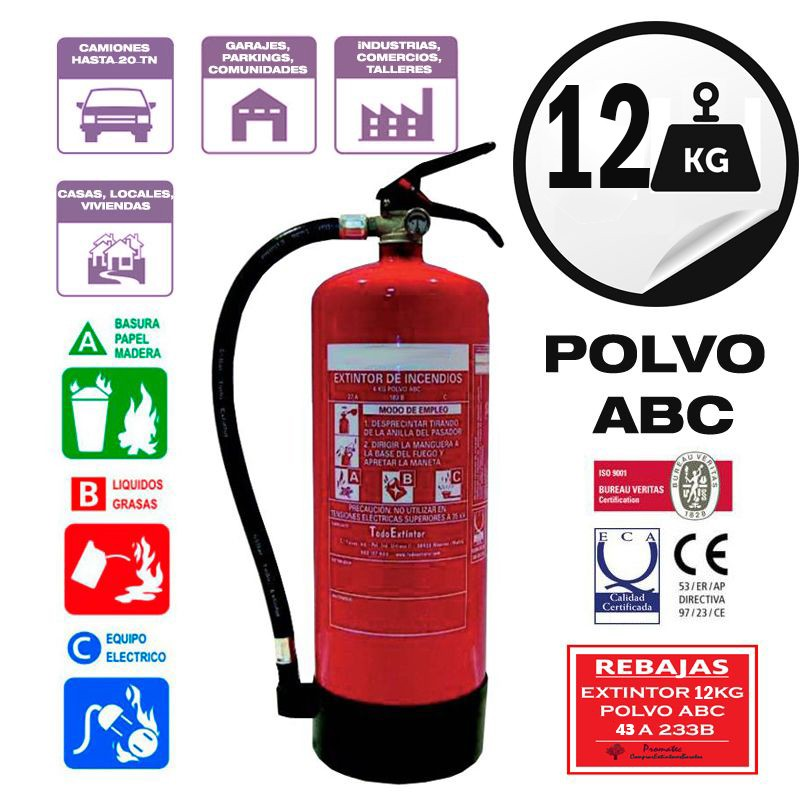 CAMIONES
HASTA 20 TN
GARAJES,
PARKINGS,
COMUNIDADES
INDUSTRIAS,
COMERCIOS,
TALLERES
12
KG
CASAS, LOCALES,
VIVIENDAS
A
BASURA
PAPEL
MADERA
B
LIQUIDOS
GRASAS
C
EQUIPO
ELECTRICO
EXTINTOR DE INCENDIOS
6 KG POLVO ABC
27 A 183 B C
MODO DE EMPLEO
1. DESPRECINTAR TIRANDO
DE LA ANILLA DEL PASADOR
2. DIRIGIR LA MANGUERA A
LA BASE DEL FUEGO Y
APRETAR LA MANETA
A B C
PRECAUCIÓN: NO UTILIZAR EN
TENSIONES ELECTRICAS SUPERIORES A 35 kV
TodoExtintor
POLVO
ABC
ISO 9001
BUREAU VERITAS
Certification
BUREAU VERITAS
1828
ECA
Calidad
Certificada
CE
53/ER/AP
DIRECTIVA
97/23/CE
REBAJAS
EXTINTOR 12KG
POLVO ABC
43 A 233B
Promatec
ComprarExtintoresBaratos